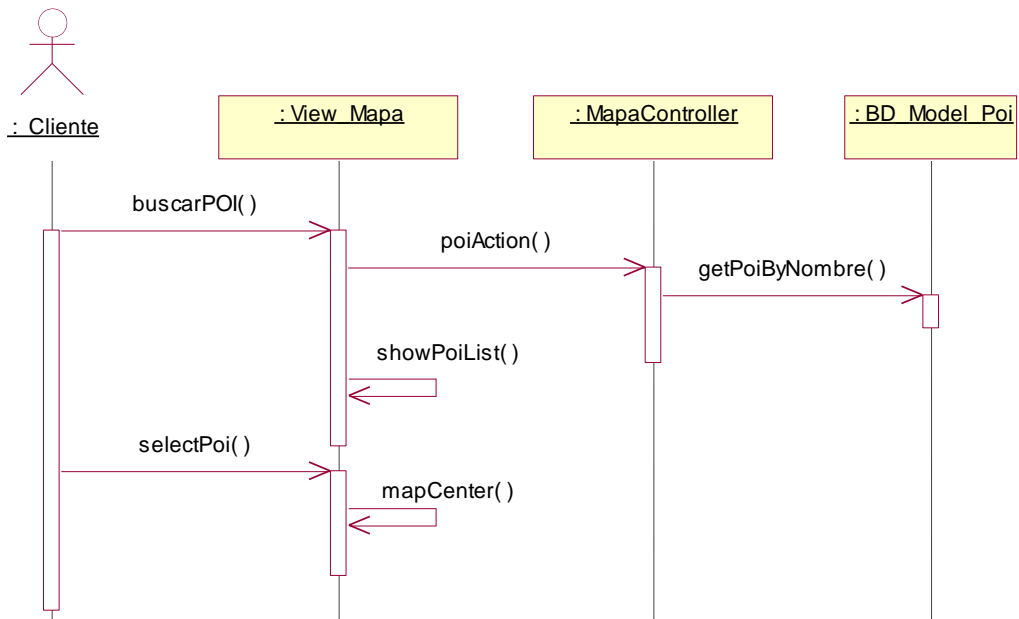 : Cliente
: View_Mapa
: MapaController
: BD_Model_Poi
buscarPOI( )
poiAction( )
getPoiByNombre( )
showPoiList( )
selectPoi( )
mapCenter( )